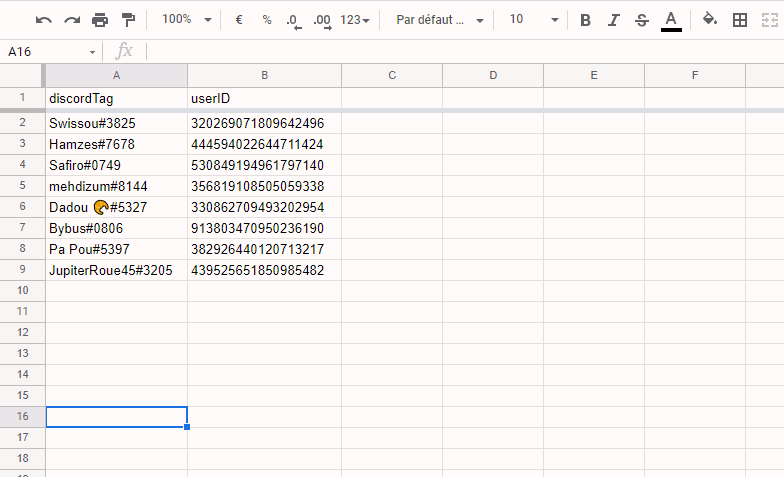 100% € % .0 .00 123 Par défaut ... 10 B I S A
A16 fx
A B C D E F
1 discordTag userID
2 Swissou#3825 320269071809642496
3 Hamzes#7678 444594022644711424
4 Safiro#0749 530849194961797140
5 mehdizum#8144 356819108505059338
6 Dadou #5327 330862709493202954
7 Bybus#0806 913803470950236190
8 Pa Pou#5397 382926440120713217
9 JupiterRoue45#3205 439525651850985482
10
11
12
13
14
15
16
17
18